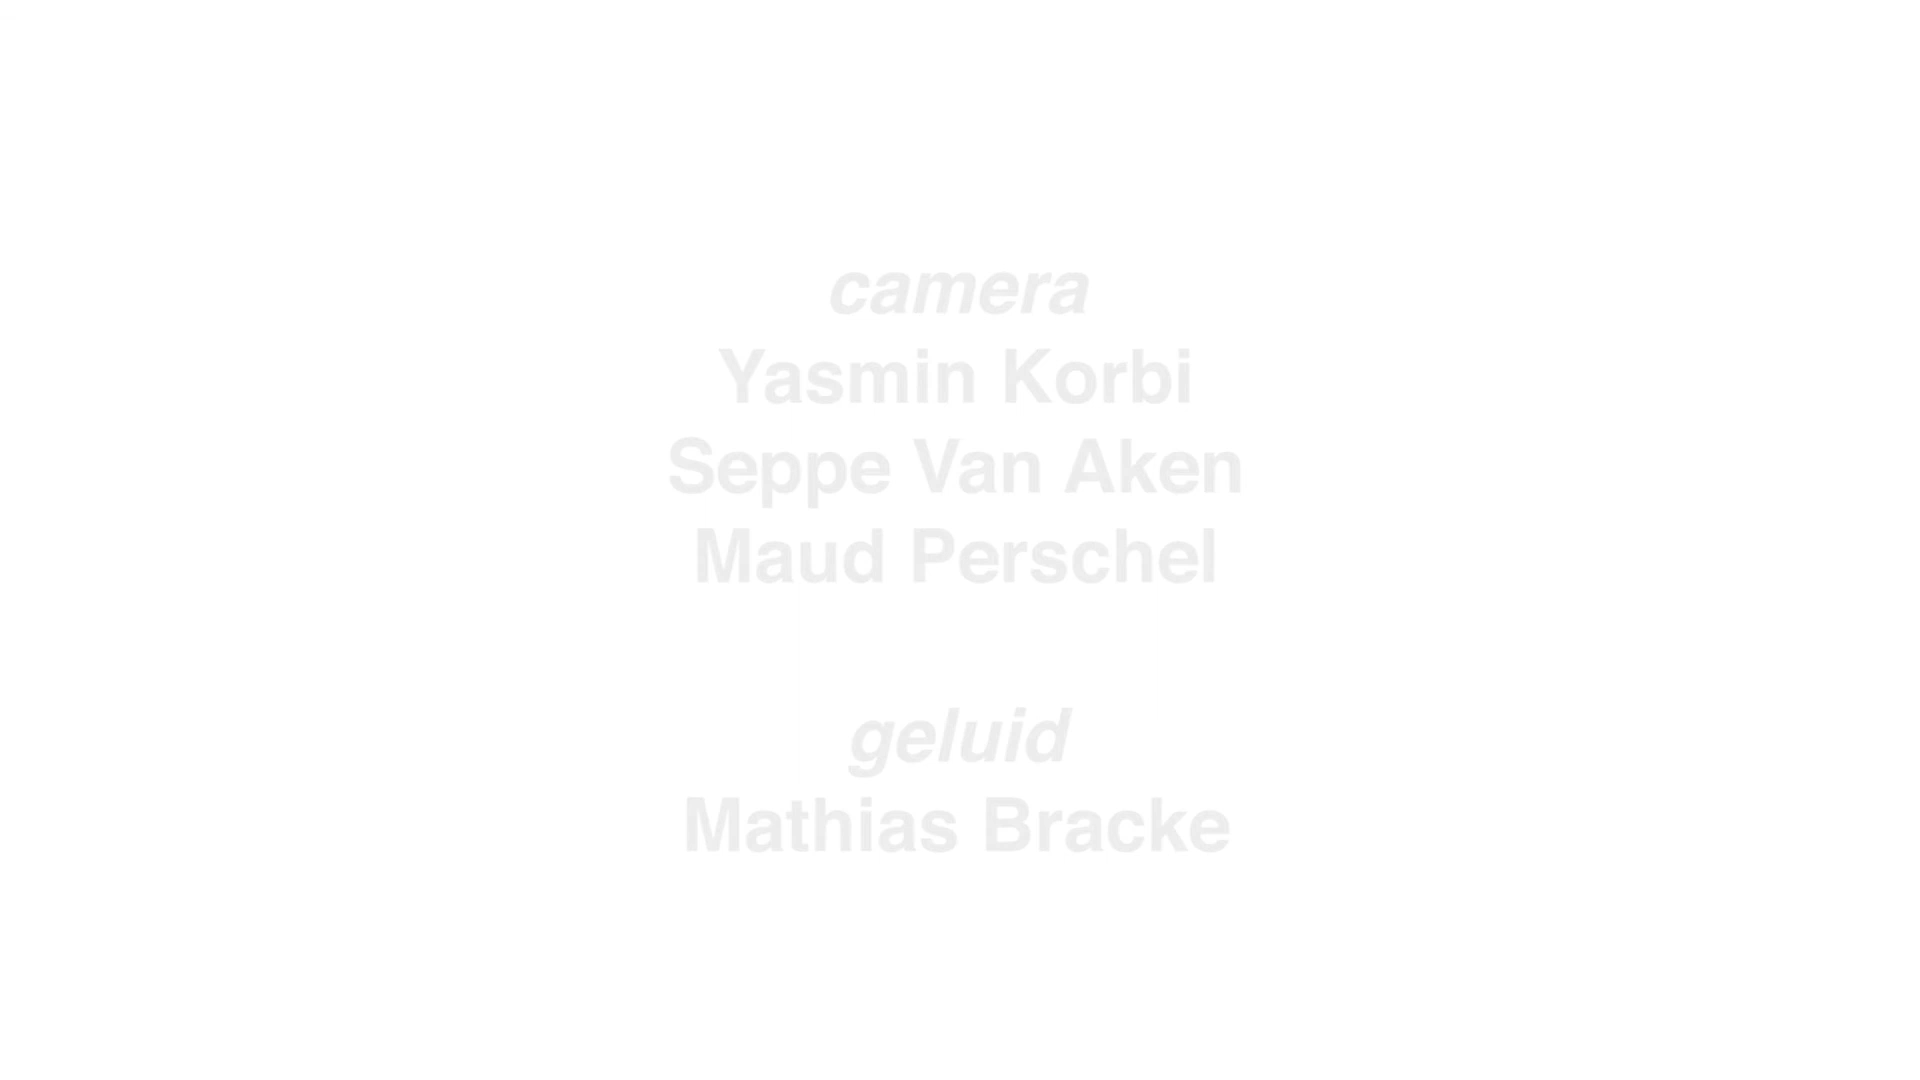 camera
Yasmin Korbi
Seppe Van Aken
Maud Perschel
geluid
Mathias Bracke